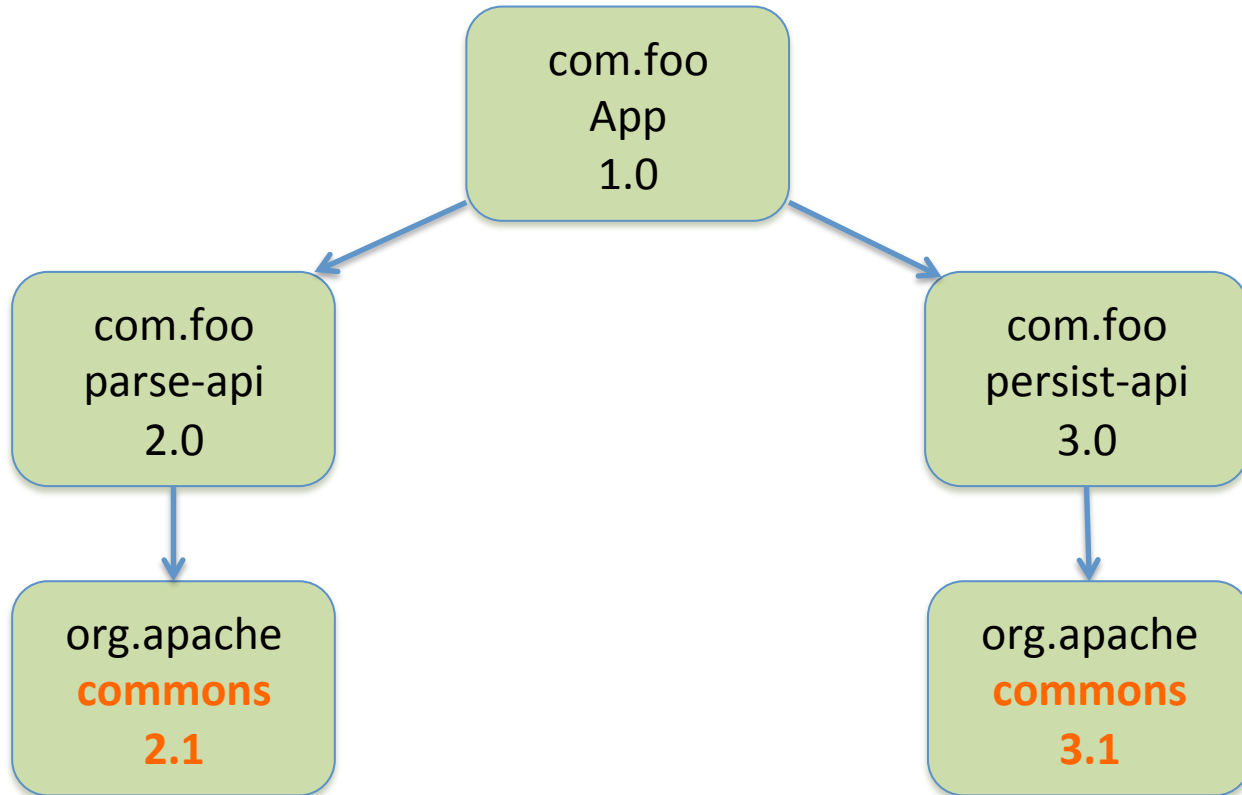 com.foo
App
1.0
com.foo
parse-api
2.0
com.foo
persist-api
3.0
org.apache
commons
2.1
org.apache
commons
3.1